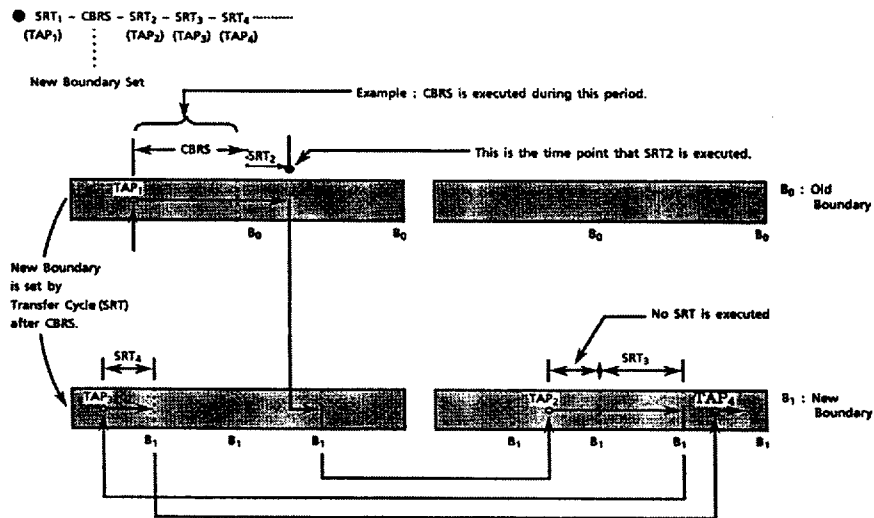 ● SRT₁ – CBRS – SRT₂ – SRT₃ – SRT₄ --------
(TAP₁) (TAP₂) (TAP₃) (TAP₄)
New Boundary Set
Example : CBRS is executed during this period.
CBRS
SRT₂
This is the time point that SRT2 is executed.
TAP₁
B₀ : Old Boundary
B₀ B₀ B₀ B₀
New Boundary
is set by
Transfer Cycle (SRT)
after CBRS.
No SRT is executed
SRT₄
SRT₃
TAP₂ TAP₄
B₁ : New Boundary
B₁ B₁ B₁ B₁ B₁ B₁ B₁